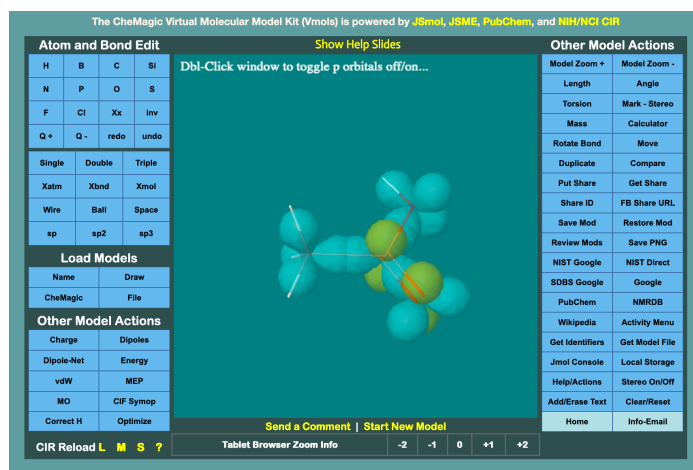 The CheMagic Virtual Molecular Model Kit (Vmols) is powered by JSmol, JSME, PubChem, and NIH/NCI CIR
Atom and Bond Edit
H B C Si
N P O S
F Cl Xx inv
Q + Q - redo undo
Single Double Triple
Xatm Xbnd Xmol
Wire Ball Space
sp sp2 sp3
Load Models
Name Draw
CheMagic File
Other Model Actions
Charge Dipoles
Dipole-Net Energy
vdW MEP
MO CIF Symop
Correct H Optimize
CIR Reload L M S ?
Show Help Slides
Dbl-Click window to toggle p orbitals off/on...
Send a Comment | Start New Model
Tablet Browser Zoom Info -2 -1 0 +1 +2
Other Model Actions
Model Zoom + Model Zoom -
Length Angle
Torsion Mark - Stereo
Mass Calculator
Rotate Bond Move
Duplicate Compare
Put Share Get Share
Share ID FB Share URL
Save Mod Restore Mod
Review Mods Save PNG
NIST Google NIST Direct
SDBS Google Google
PubChem NMRDB
Wikipedia Activity Menu
Get Identifiers Get Model File
Jmol Console Local Storage
Help/Actions Stereo On/Off
Add/Erase Text Clear/Reset
Home Info-Email